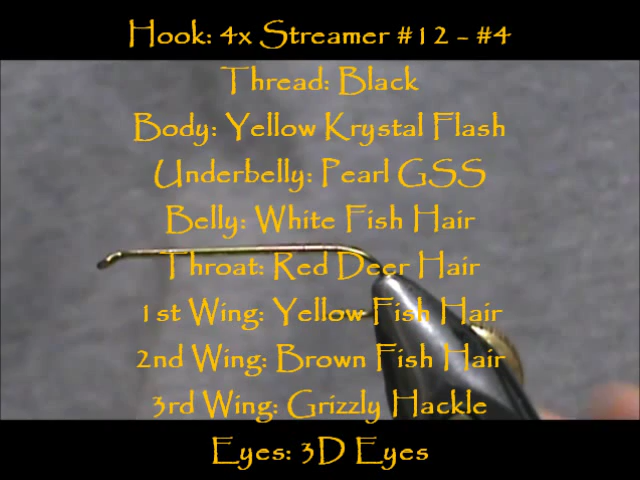 Hook: 4x Streamer #12 - #4
Thread: Black
Body: Yellow Krystal Flash
Underbelly: Pearl GSS
Belly: White Fish Hair
Throat: Red Deer Hair
1st Wing: Yellow Fish Hair
2nd Wing: Brown Fish Hair
3rd Wing: Grizzly Hackle
Eyes: 3D Eyes